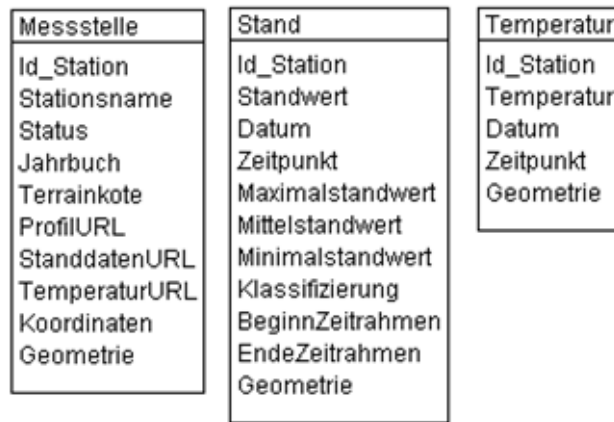 Messstelle
Id_Station
Stationsname
Status
Jahrbuch
Terrainkote
ProfilURL
StanddatenURL
TemperaturURL
Koordinaten
Geometrie
Stand
Id_Station
Standwert
Datum
Zeitpunkt
Maximalstandwert
Mittelstandwert
Minimalstandwert
Klassifizierung
BeginnZeitrahmen
EndeZeitrahmen
Geometrie
Temperatur
Id_Station
Temperatur
Datum
Zeitpunkt
Geometrie